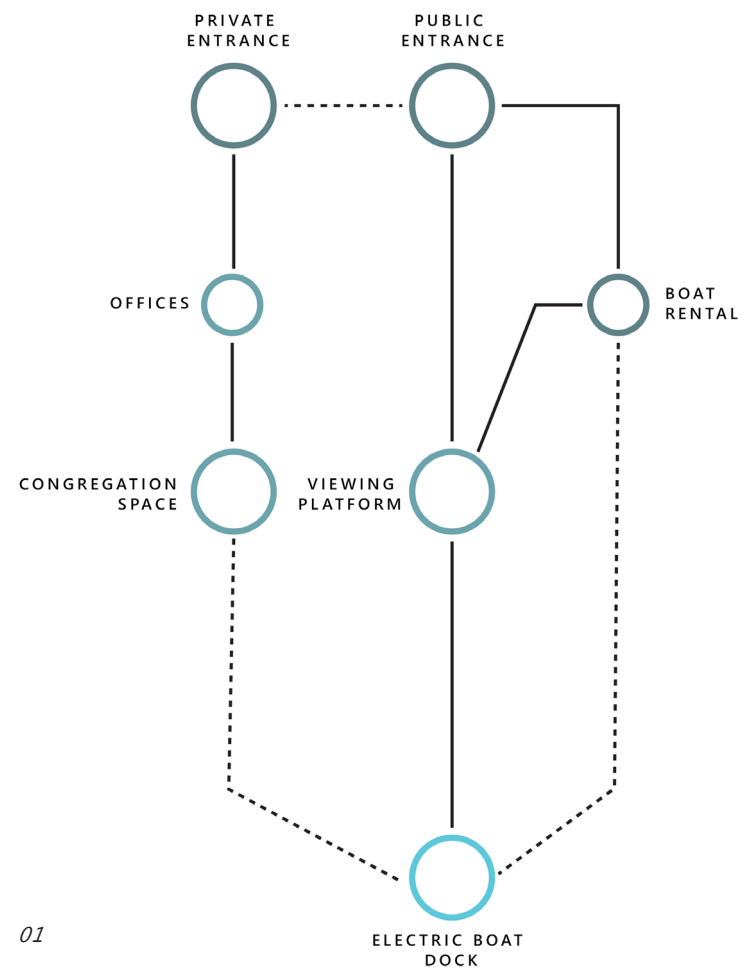 PRIVATE
ENTRANCE
PUBLIC
ENTRANCE
OFFICES
BOAT
RENTAL
CONGREGATION
SPACE
VIEWING
PLATFORM
ELECTRIC BOAT
DOCK
01